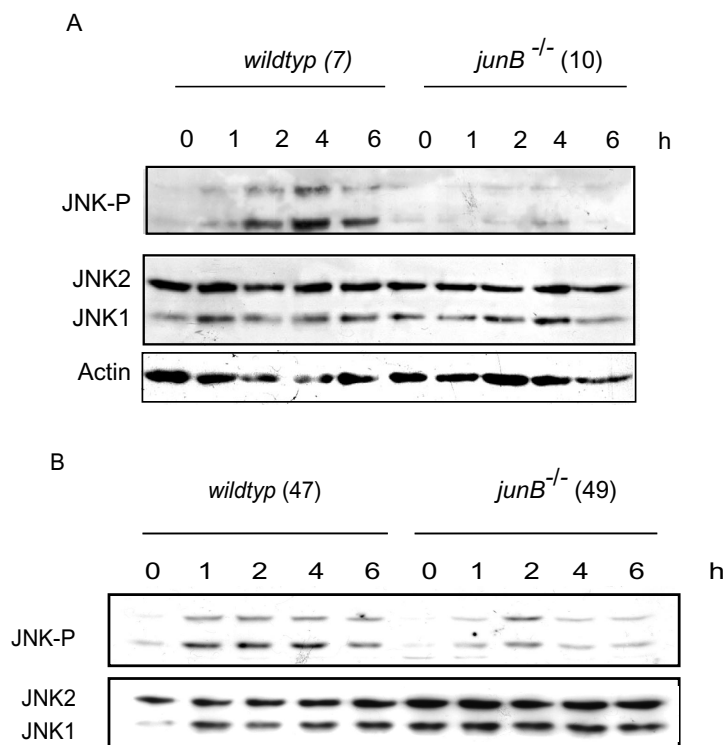 A
wildtyp (7) junB -/- (10)
0 1 2 4 6 0 1 2 4 6 h
JNK-P
JNK2
JNK1
Actin
B
wildtyp (47) junB-/- (49)
0 1 2 4 6 0 1 2 4 6 h
JNK-P
JNK2
JNK1